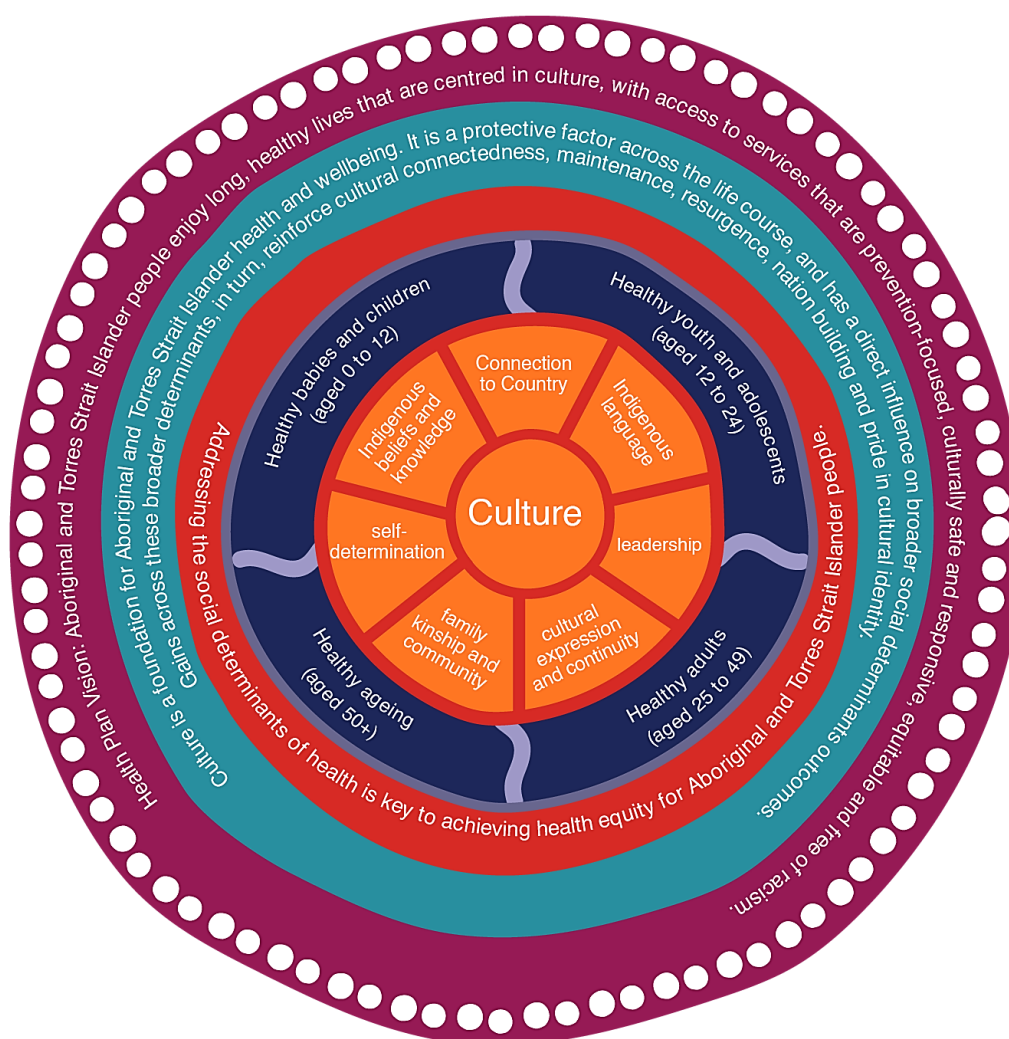 Health Plan Vision: Aboriginal and Torres Strait Islander people enjoy long, healthy lives that are centred in culture, with access to services that are prevention-focused, culturally safe and responsive, equitable and free of racism.
Culture is a foundation for Aboriginal and Torres Strait Islander health and wellbeing. It is a protective factor across the life course, and has a direct influence on broader social determinants outcomes.
Gains across these broader determinants, in turn, reinforce cultural connectedness, maintenance, resurgence, nation building and pride in cultural identity.
Addressing the social determinants of health is key to achieving health equity for Aboriginal and Torres Strait Islander people.
Healthy babies and children
(aged 0 to 12)
Healthy youth and adolescents
(aged 12 to 24)
Healthy adults
(aged 25 to 49)
Healthy ageing
(aged 50+)
Connection
to Country
Indigenous
language
leadership
cultural
expression
and continuity
family
kinship and
community
self-
determination
Indigenous
beliefs and
knowledge
Culture